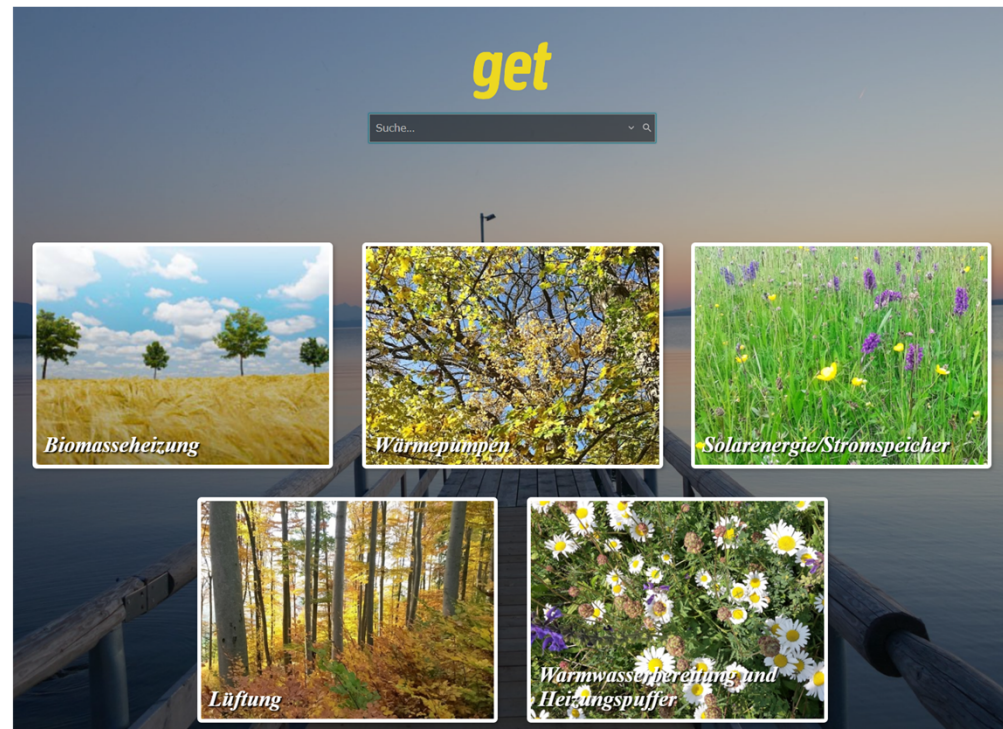 get
Suche...
Biomasseheizung
Wärmepumpen
Solarenergie/Stromspeicher
Lüftung
Warmwasserbereitung und
Heizungspuffer